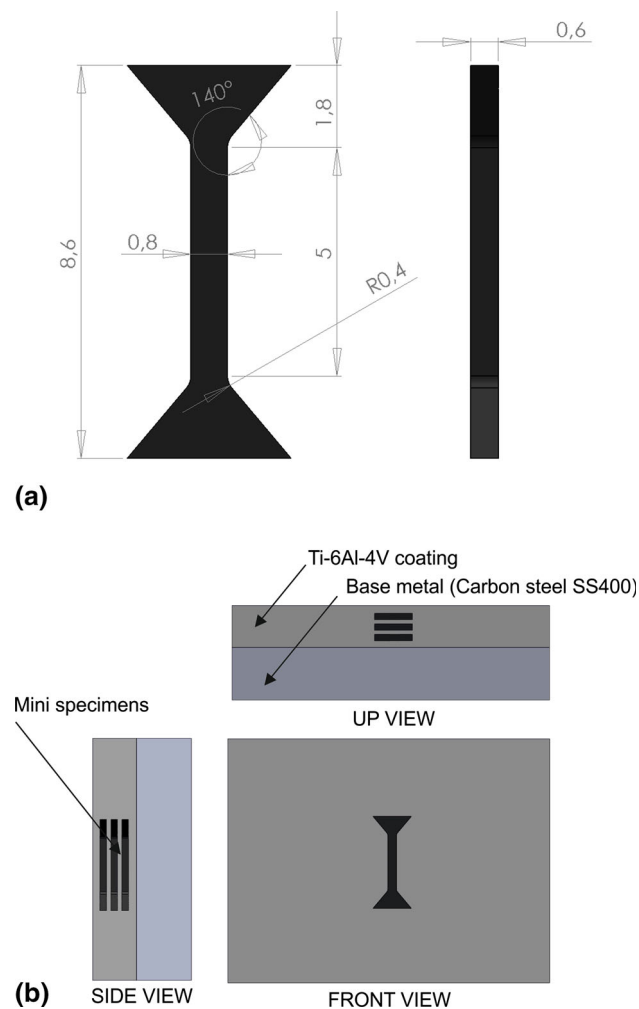 0,6
140°
1,8
8,6
0,8
5
R0,4
(a)
Ti-6Al-4V coating
Base metal (Carbon steel SS400)
Mini specimens
UP VIEW
(b)
SIDE VIEW
FRONT VIEW